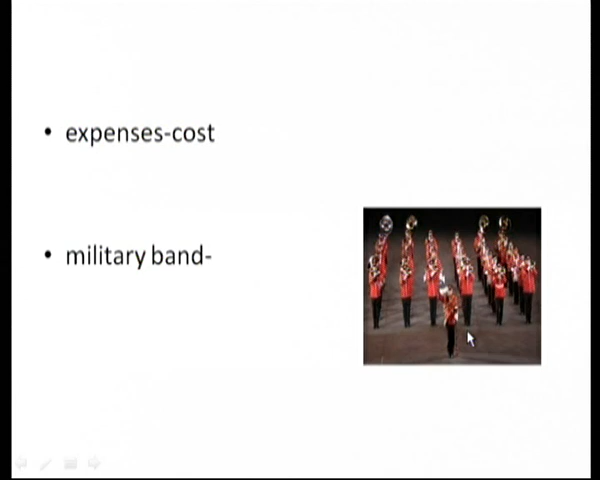 • expenses-cost
• military band-